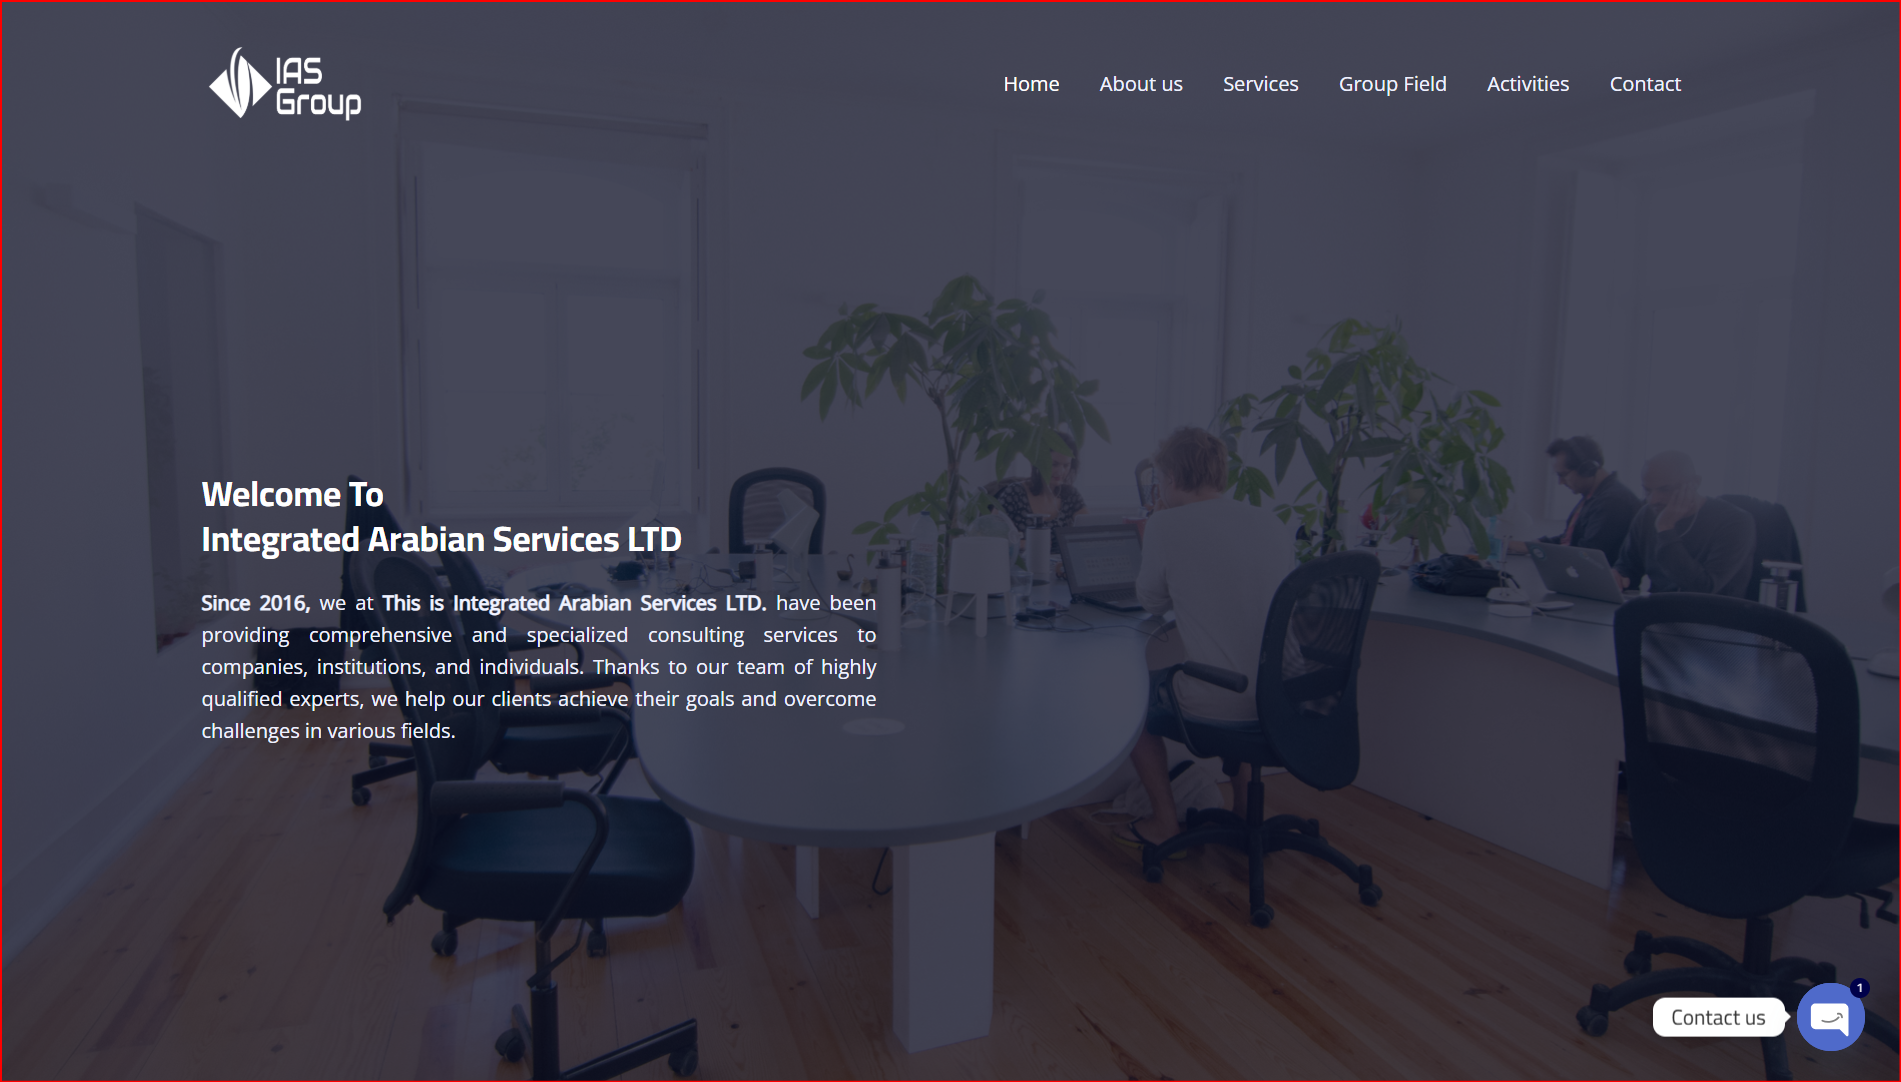 IAS
Group
Home About us Services Group Field Activities Contact
Welcome To
Integrated Arabian Services LTD
Since 2016, we at This is Integrated Arabian Services LTD. have been
providing comprehensive and specialized consulting services to
companies, institutions, and individuals. Thanks to our team of highly
qualified experts, we help our clients achieve their goals and overcome
challenges in various fields.
1
Contact us